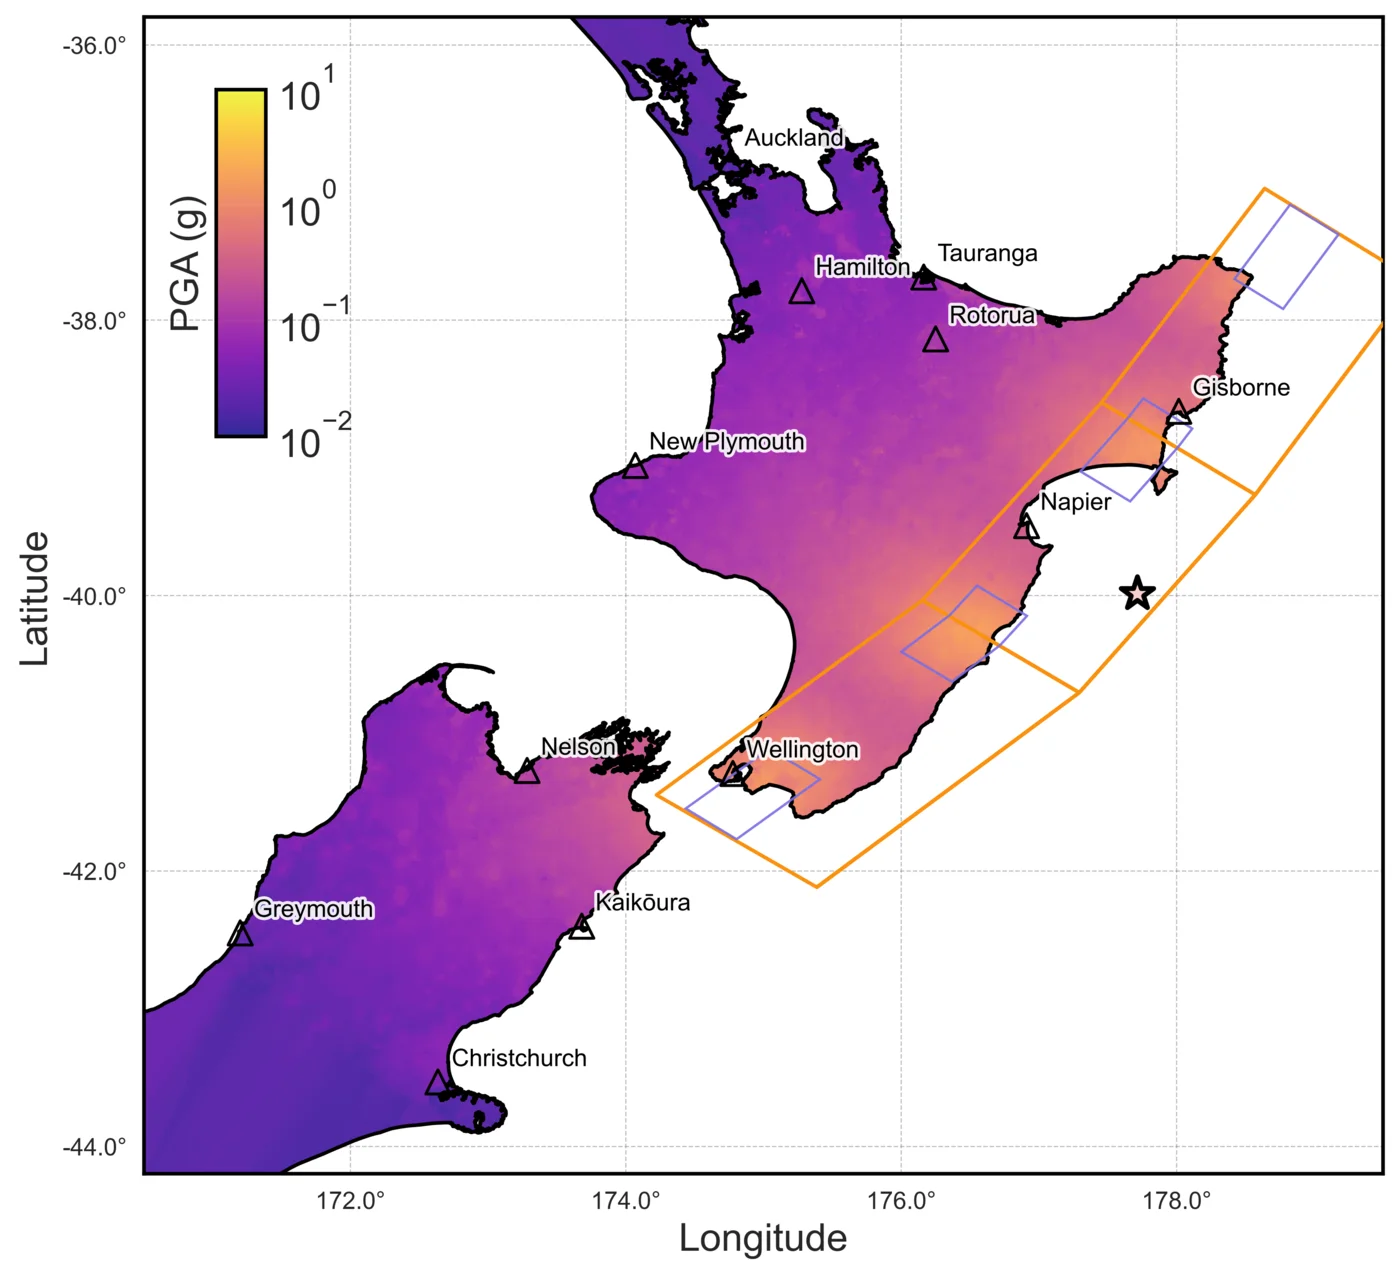 -36.0°
10^1
Auckland
10^0
PGA (g)
Tauranga
Hamilton
Rotorua
-38.0°
10^−1
Gisborne
10^−2
New Plymouth
Napier
Latitude
-40.0°
Nelson
Wellington
-42.0°
Kaikōura
Greymouth
Christchurch
-44.0°
172.0°
174.0°
176.0°
178.0°
Longitude